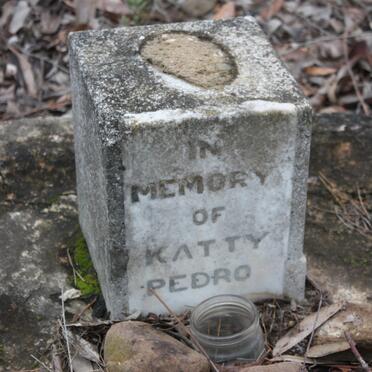 IN
MEMORY
OF
KATTY
PEDRO